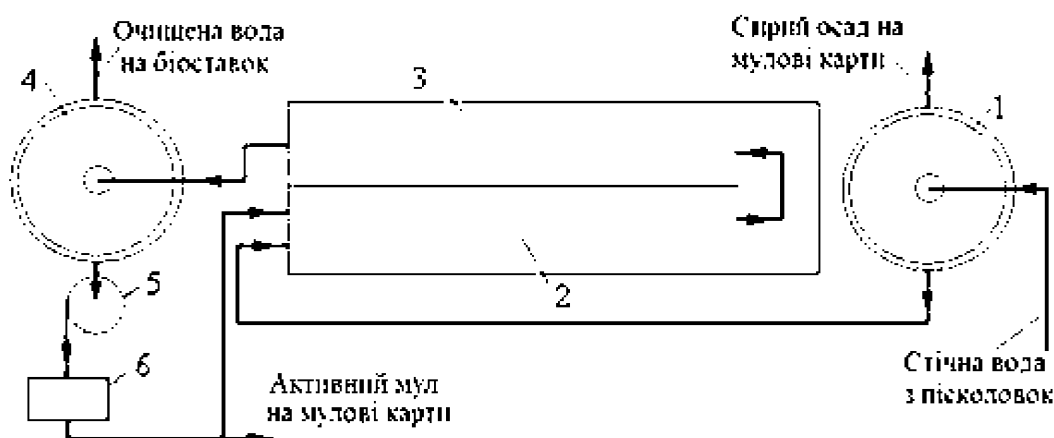 Очищена вода
на біоставок
Сирий осад на
мулові карти
4
3
1
5
2
6
Стічна вода
з пісколовок
Активний мул
на мулові карти